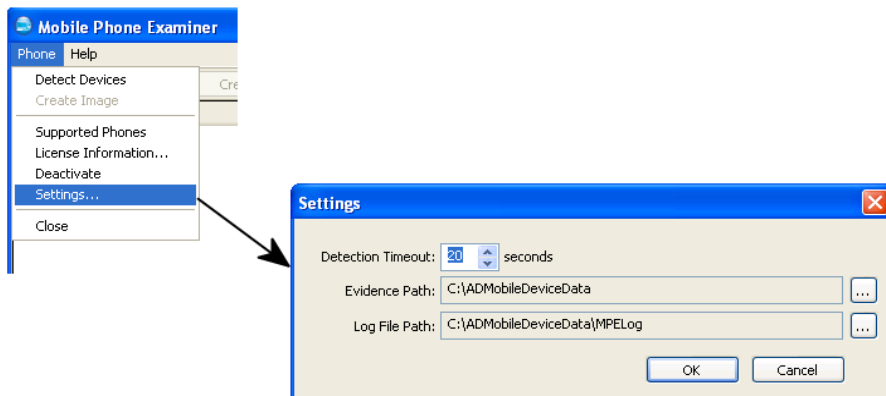 Mobile Phone Examiner
Phone Help
Detect Devices
Cre
Create Image
Supported Phones
License Information...
Deactivate
Settings...
Close
Settings
Detection Timeout: 20 seconds
Evidence Path: C:\ADMobileDeviceData ...
Log File Path: C:\ADMobileDeviceData\MPELog ...
OK Cancel